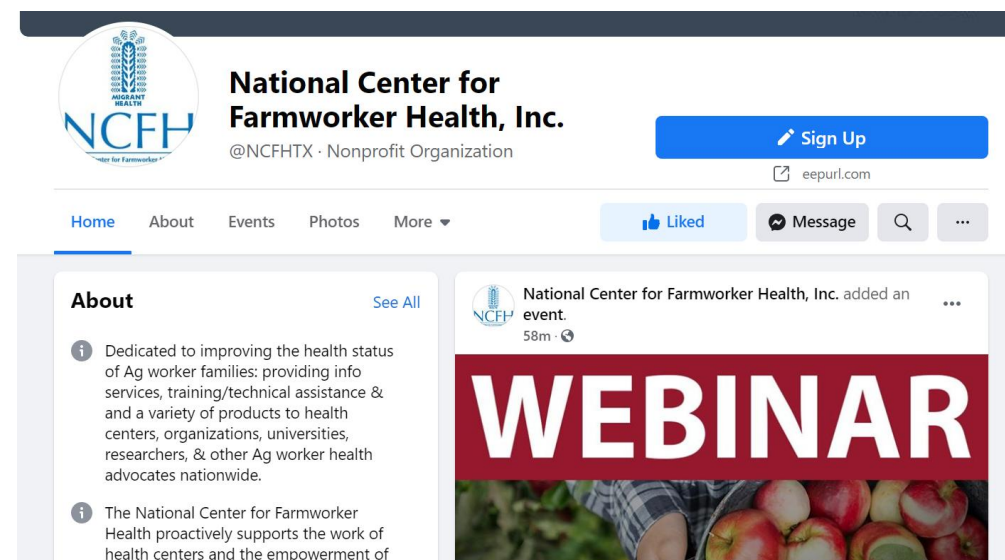 MIGRANT
HEALTH
NCFH
National Center for
Farmworker Health, Inc.
@NCFHTX · Nonprofit Organization
Sign Up
eepurl.com
Home About Events Photos More
Liked Message ...
About See All
Dedicated to improving the health status
of Ag worker families: providing info
services, training/technical assistance &
and a variety of products to health
centers, organizations, universities,
researchers, & other Ag worker health
advocates nationwide.
The National Center for Farmworker
Health proactively supports the work of
health centers and the empowerment of
NCFH
National Center for Farmworker Health, Inc. added an
event.
58m ·
WEBINAR